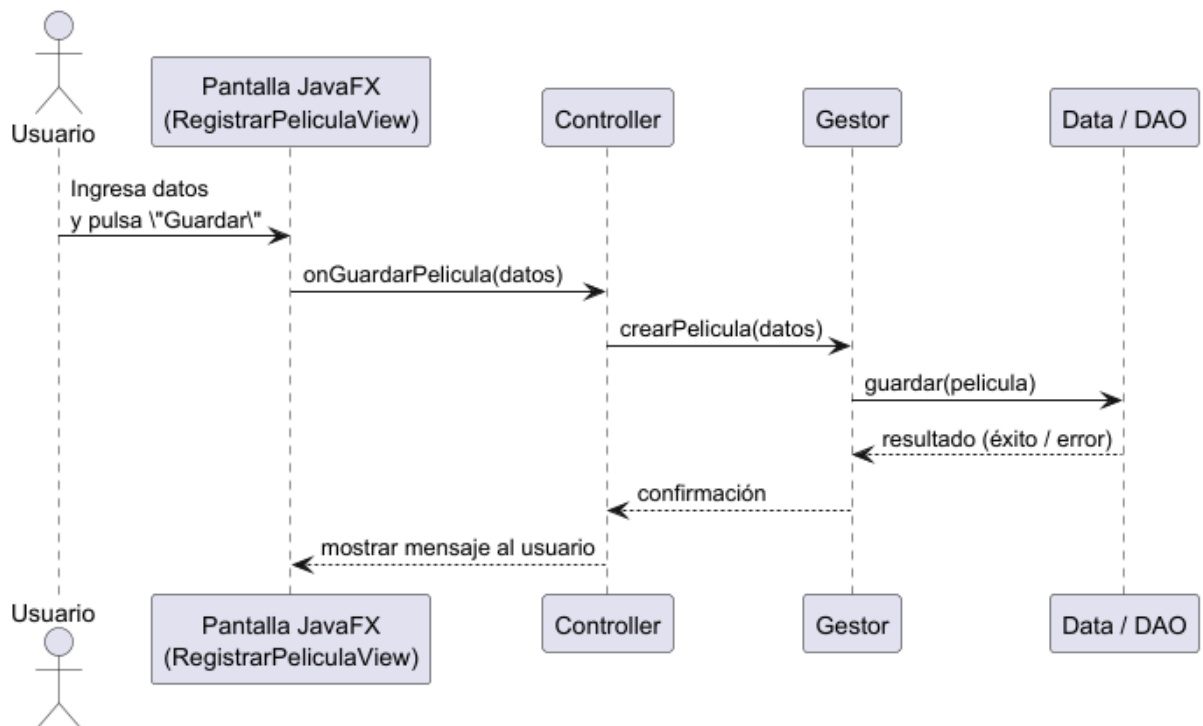 Usuario
Pantalla JavaFX
(RegistrarPeliculaView)
Controller
Gestor
Data / DAO
Ingresa datos
y pulsa \"Guardar\"
onGuardarPelicula(datos)
crearPelicula(datos)
guardar(pelicula)
resultado (éxito / error)
confirmación
mostrar mensaje al usuario
Usuario
Pantalla JavaFX
(RegistrarPeliculaView)
Controller
Gestor
Data / DAO